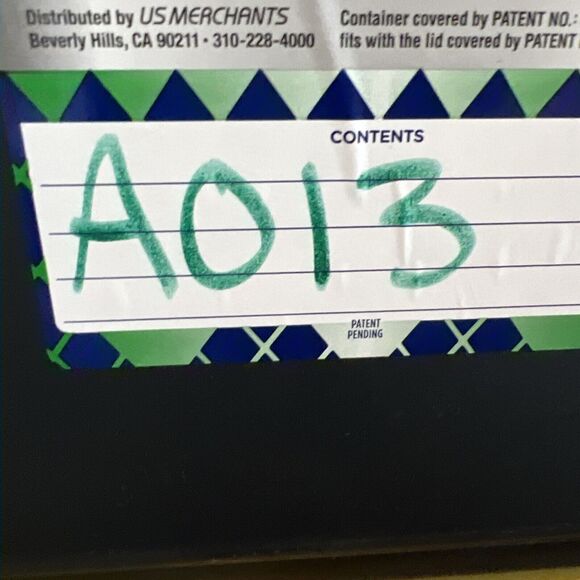 Distributed by US MERCHANTS
Beverly Hills, CA 90211 • 310-228-4000
Container covered by PATENT NO.:
fits with the lid covered by PATENT
CONTENTS
A013
PATENT
PENDING